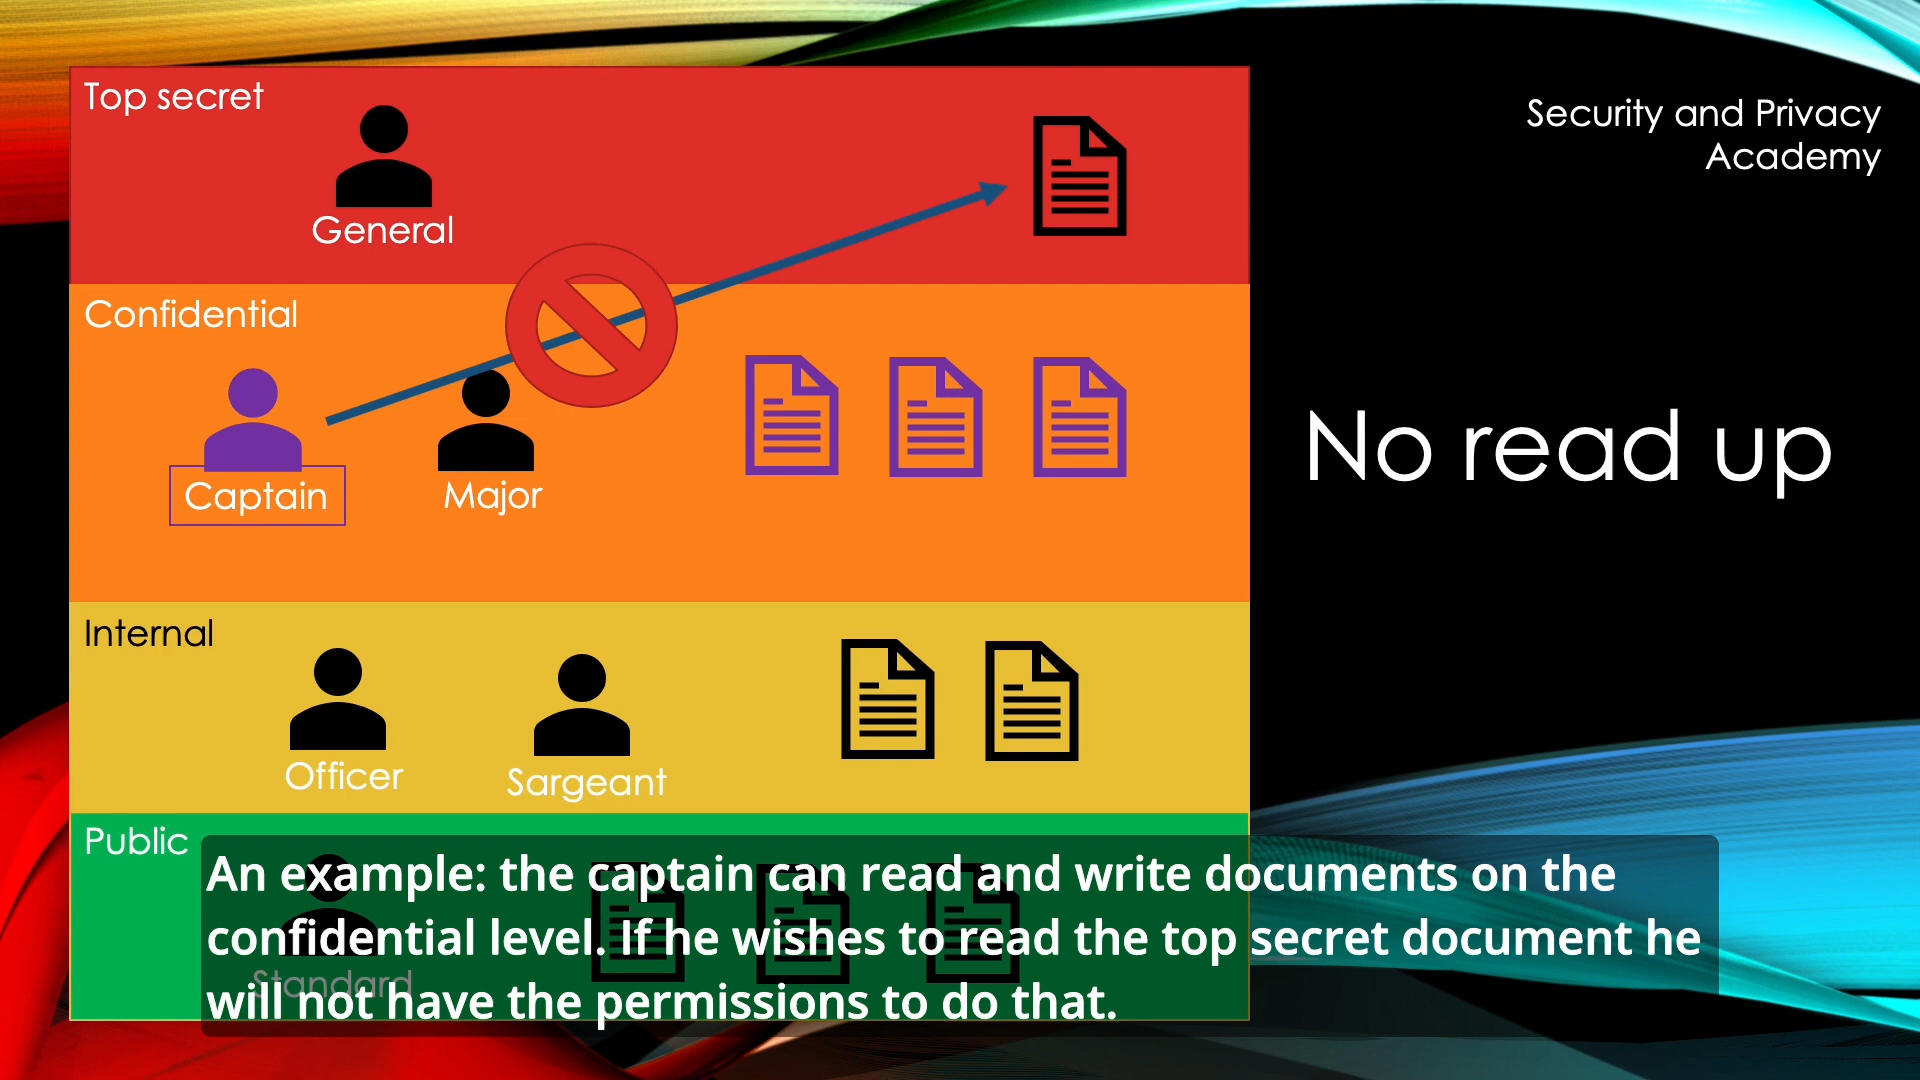 Top secret
General
Security and Privacy
Academy
Confidential
Captain
Major
No read up
Internal
Officer
Sargeant
Public
Standard
An example: the captain can read and write documents on the
confidential level. If he wishes to read the top secret document he
will not have the permissions to do that.